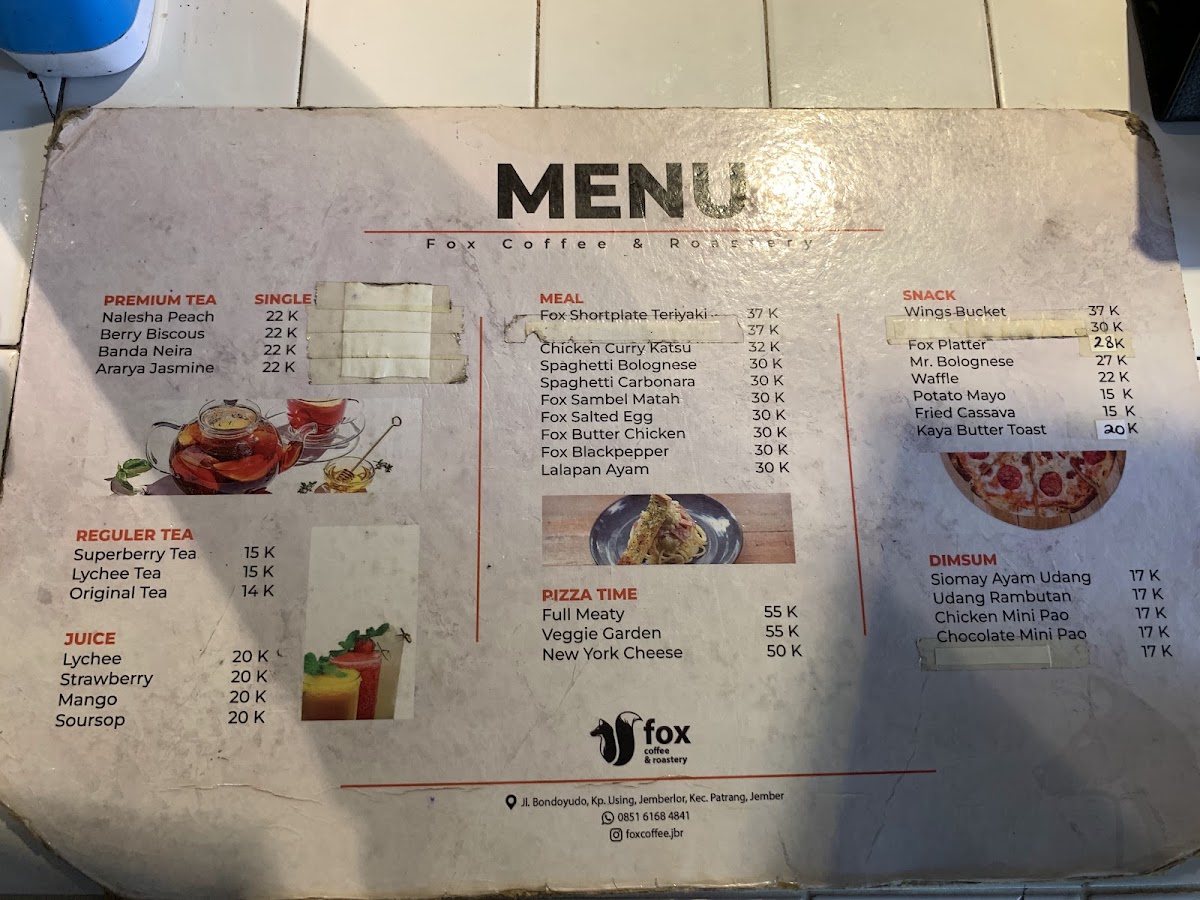 MENU
Fox Coffee & Roastery
PREMIUM TEA SINGLE
Nalesha Peach 22 K
Berry Biscous 22 K
Banda Neira 22 K
Ararya Jasmine 22 K
REGULER TEA
Superberry Tea 15 K
Lychee Tea 15 K
Original Tea 14 K
JUICE
Lychee 20 K
Strawberry 20 K
Mango 20 K
Soursop 20 K
MEAL
Fox Shortplate Teriyaki 37 K
37 K
Chicken Curry Katsu 32 K
Spaghetti Bolognese 30 K
Spaghetti Carbonara 30 K
Fox Sambel Matah 30 K
Fox Salted Egg 30 K
Fox Butter Chicken 30 K
Fox Blackpepper 30 K
Lalapan Ayam 30 K
PIZZA TIME
Full Meaty 55 K
Veggie Garden 55 K
New York Cheese 50 K
SNACK
Wings Bucket 37 K
30 K
Fox Platter 28K
Mr. Bolognese 27 K
Waffle 22 K
Potato Mayo 15 K
Fried Cassava 15 K
Kaya Butter Toast 20 K
DIMSUM
Siomay Ayam Udang 17 K
Udang Rambutan 17 K
Chicken Mini Pao 17 K
Chocolate Mini Pao 17 K
17 K
fox
coffee
& roastery
Jl. Bondoyudo, Kp. Using, Jemberlor, Kec. Patrang, Jember
0851 6168 4841
foxcoffee.jbr